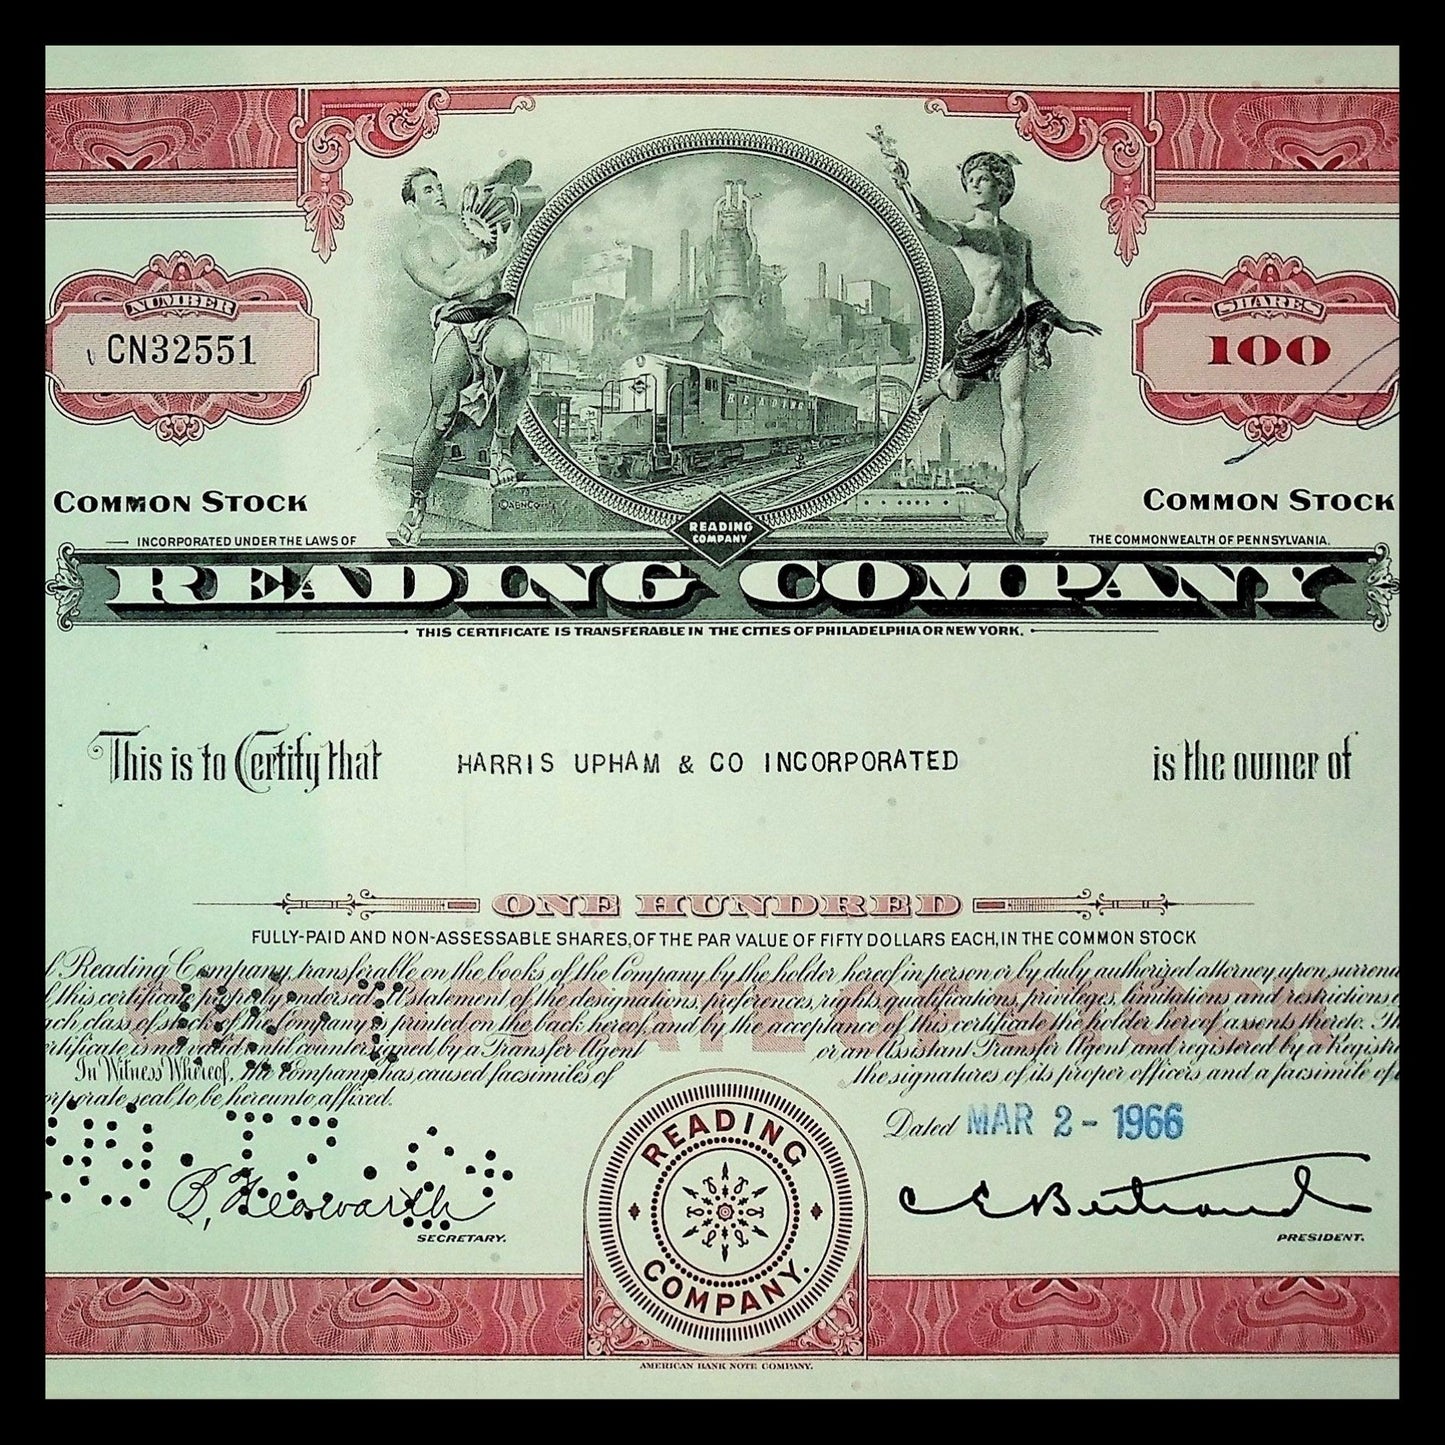 NUMBER
CN32551
SHARES
100
READING
COMMON STOCK
COMMON STOCK
READING
COMPANY
INCORPORATED UNDER THE LAWS OF
THE COMMONWEALTH OF PENNSYLVANIA.
READING COMPANY
THIS CERTIFICATE IS TRANSFERABLE IN THE CITIES OF PHILADELPHIA OR NEW YORK.
This is to Certify that HARRIS UPHAM & CO INCORPORATED is the owner of
ONE HUNDRED
FULLY-PAID AND NON-ASSESSABLE SHARES, OF THE PAR VALUE OF FIFTY DOLLARS EACH, IN THE COMMON STOCK
Reading Company, transferable on the books of the Company by the holder hereof in person or by duly authorized attorney upon
this certificate properly endorsed. A statement of the designations, preferences, rights, qualifications, privileges, limitations and restrictions
class of stock of the Company is printed on the back hereof, and by the acceptance of this certificate the holder hereof assents thereto.
is not valid until countersigned by a Transfer Agent or an Assistant Transfer Agent and registered by a
CERTIFICATE OF STOCK
In Witness Whereof, the Company has caused facsimiles of the signatures of its proper officers and a facsimile of
seal to be hereunto affixed.
Dated MAR 2 - 1966
READING
COMPANY.
SECRETARY.
C E Bertrand
PRESIDENT.
AMERICAN BANK NOTE COMPANY.